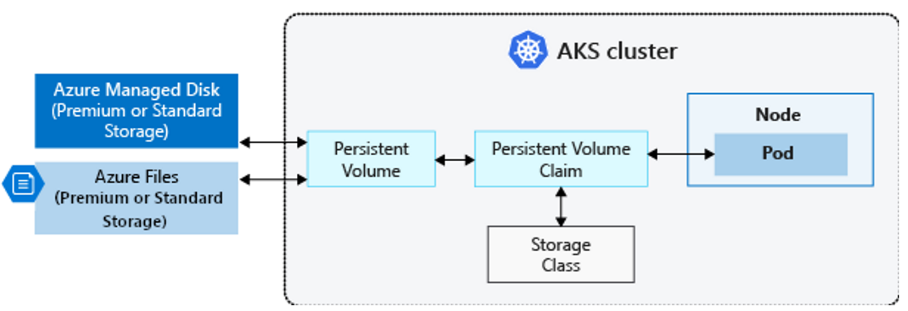 AKS cluster
Azure Managed Disk
(Premium or Standard
Storage)
Azure Files
(Premium or Standard
Storage)
Persistent
Volume
Persistent Volume
Claim
Node
Pod
Storage
Class